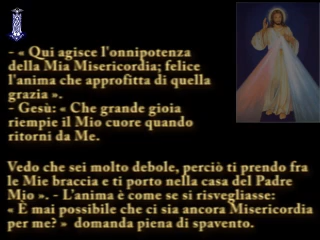 - « Qui agisce l'onnipotenza
della Mia Misericordia; felice
l'anima che approfitta di quella
grazia ».
- Gesù: « Che grande gioia
riempie il Mio cuore quando
ritorni da Me.
Vedo che sei molto debole, perciò ti prendo fra
le Mie braccia e ti porto nella casa del Padre
Mio ». - L'anima è come se si risvegliasse:
« È mai possibile che ci sia ancora Misericordia
per me? »  domanda piena di spavento.